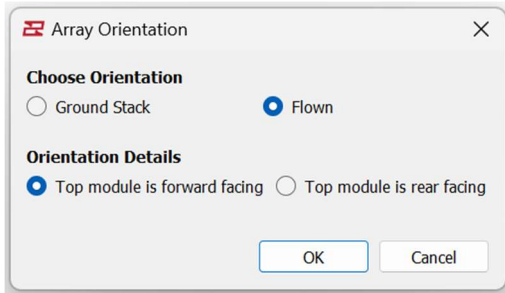 Array Orientation
Choose Orientation
Ground Stack Flown
Orientation Details
Top module is forward facing Top module is rear facing
OK Cancel